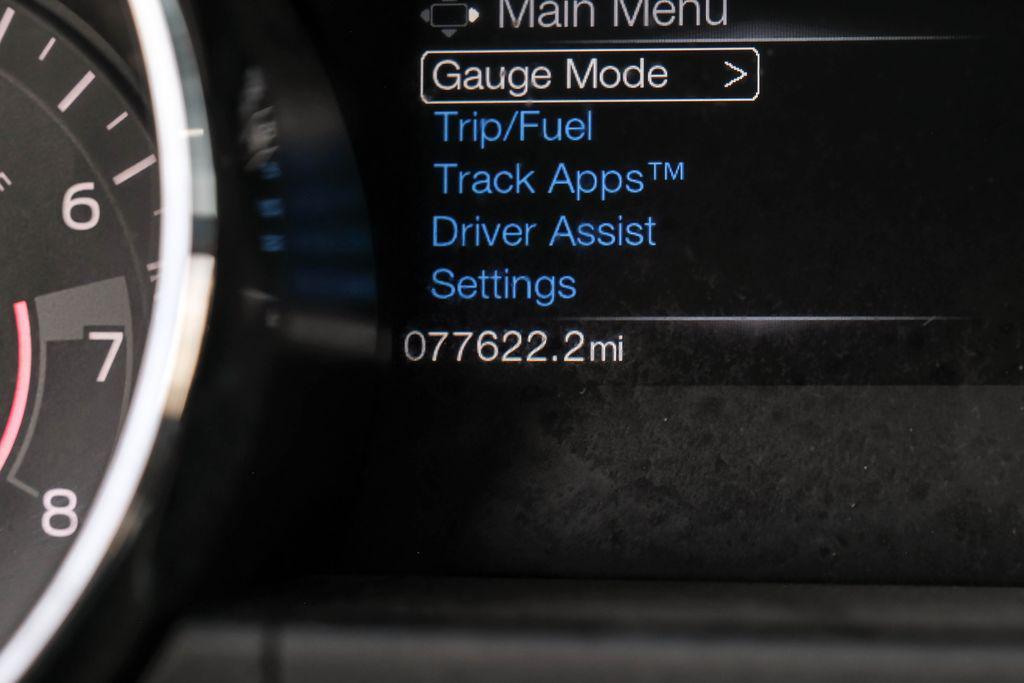 Main Menu
Gauge Mode >
Trip/Fuel
Track Apps™
Driver Assist
Settings
077622.2mi
6
7
8